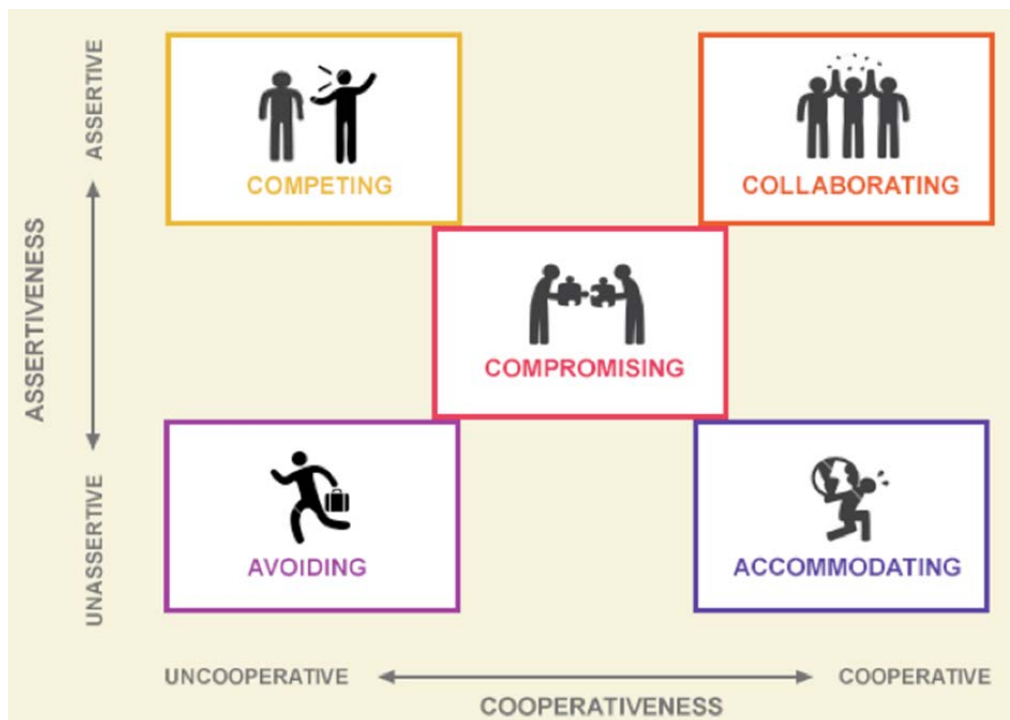 ASSERTIVE
ASSERTIVENESS
UNASSERTIVE
COMPETING
COLLABORATING
COMPROMISING
AVOIDING
ACCOMMODATING
UNCOOPERATIVE
COOPERATIVE
COOPERATIVENESS